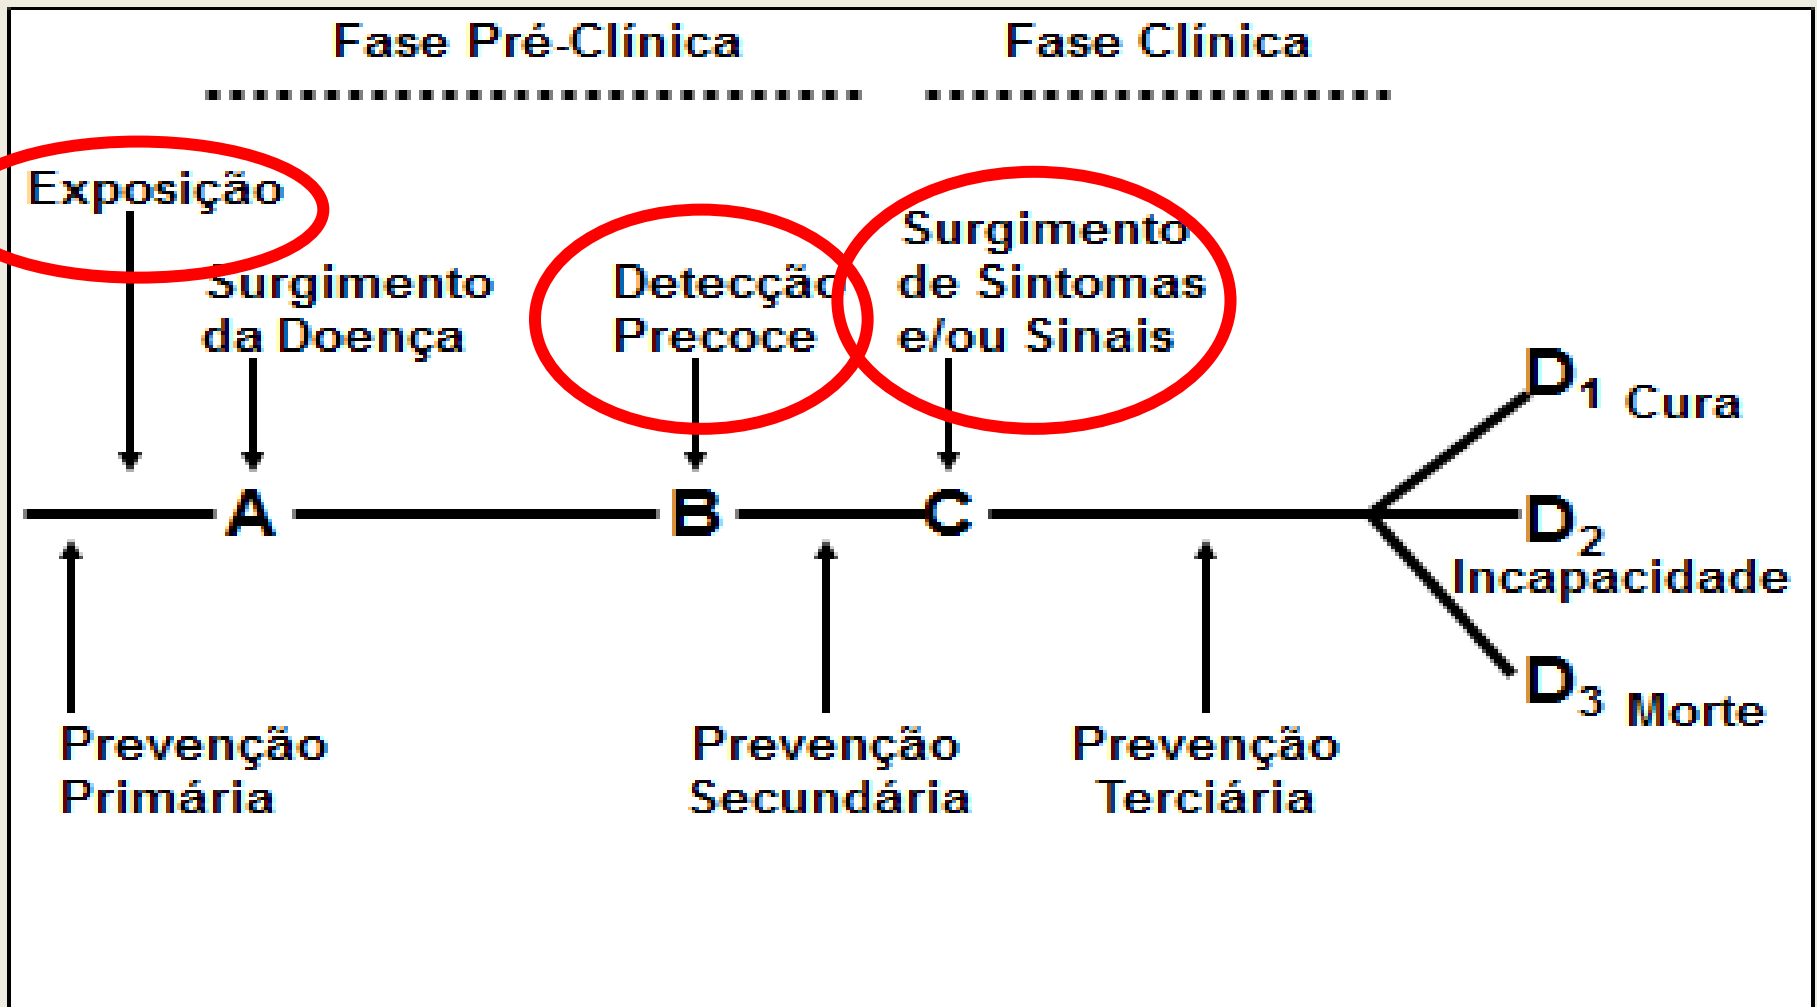 Fase Pré-Clínica
Fase Clínica
Exposição
Surgimento
da Doença
Detecção
Precoce
Surgimento
de Sintomas
e/ou Sinais
A
B
C
D1 Cura
D2
Incapacidade
D3 Morte
Prevenção
Primária
Prevenção
Secundária
Prevenção
Terciária